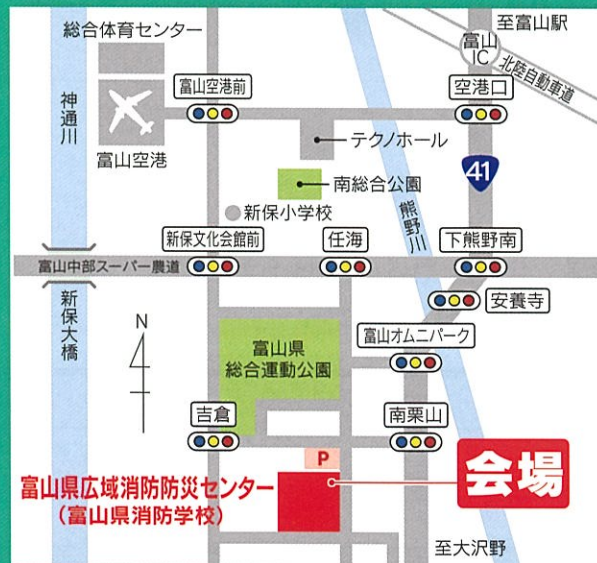 至富山駅
総合体育センター
富山
IC
北陸自動車道
富山空港前
空港口
神通川
富山空港
テクノホール
41
南総合公園
新保小学校
熊野川
新保文化会館前
任海
下熊野南
富山中部スーパー農道
安養寺
新保大橋
N
富山県
総合運動公園
富山オムニパーク
吉倉
南栗山
P
富山県広域消防防災センター
(富山県消防学校)
会場
至大沢野